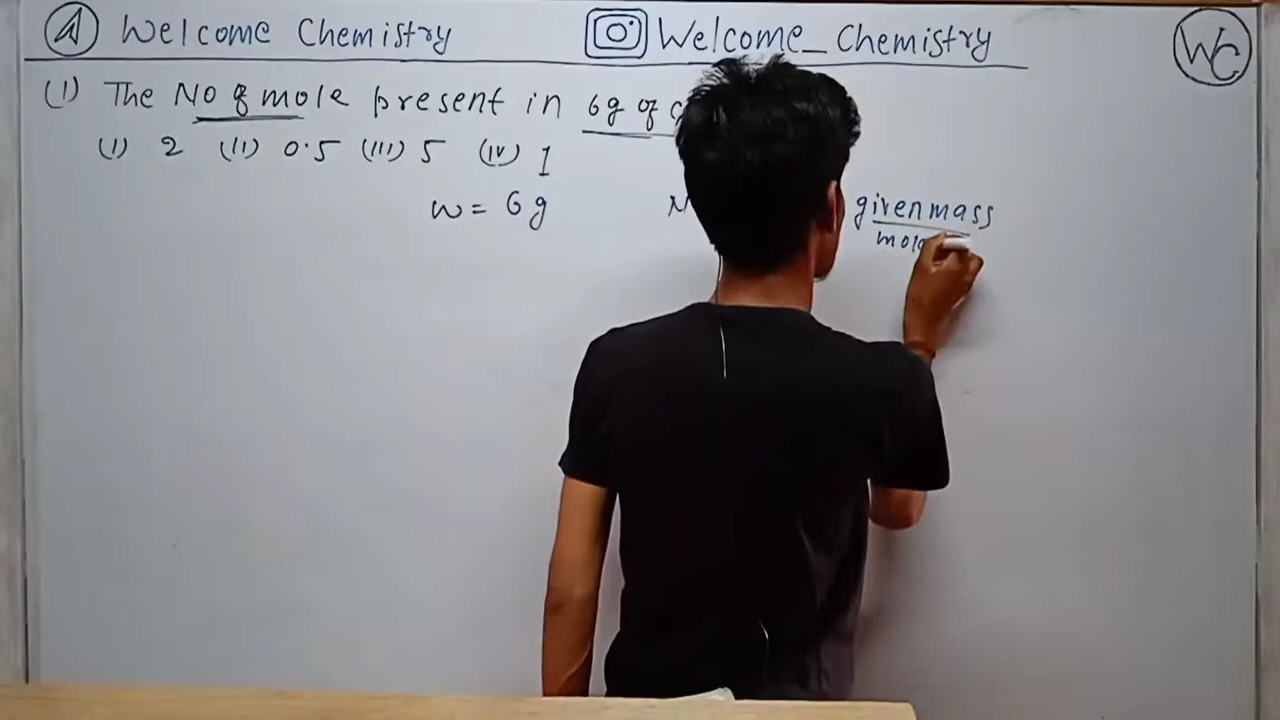 A Welcome Chemistry Welcome_Chemistry WC
(1) The No of mole present in 6g of
(I) 2 (II) 0.5 (III) 5 (IV) 1
w = 6g N given mass